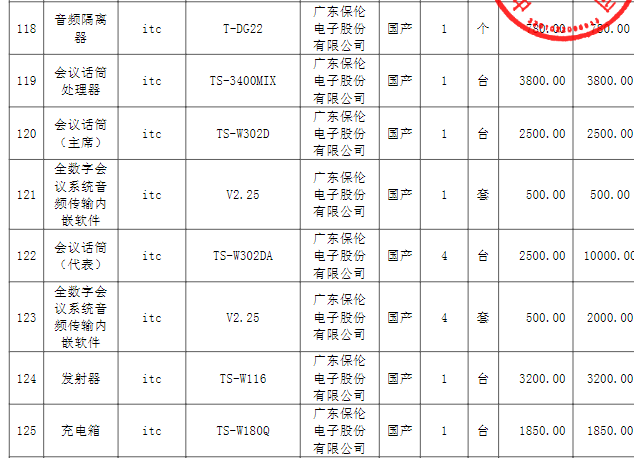 118 音频隔离器 itc T-DG22 广东保伦电子股份有限公司 国产 1 个
119 会议话筒处理器 itc TS-3400MIX 广东保伦电子股份有限公司 国产 1 台 3800.00 3800.00
120 会议话筒（主席） itc TS-W302D 广东保伦电子股份有限公司 国产 1 台 2500.00 2500.00
121 全数字会议系统音频传输内嵌软件 itc V2.25 广东保伦电子股份有限公司 国产 1 套 500.00 500.00
122 会议话筒（代表） itc TS-W302DA 广东保伦电子股份有限公司 国产 4 台 2500.00 10000.00
123 全数字会议系统音频传输内嵌软件 itc V2.25 广东保伦电子股份有限公司 国产 4 套 500.00 2000.00
124 发射器 itc TS-W116 广东保伦电子股份有限公司 国产 1 台 3200.00 3200.00
125 充电箱 itc TS-W180Q 广东保伦电子股份有限公司 国产 1 台 1850.00 1850.00